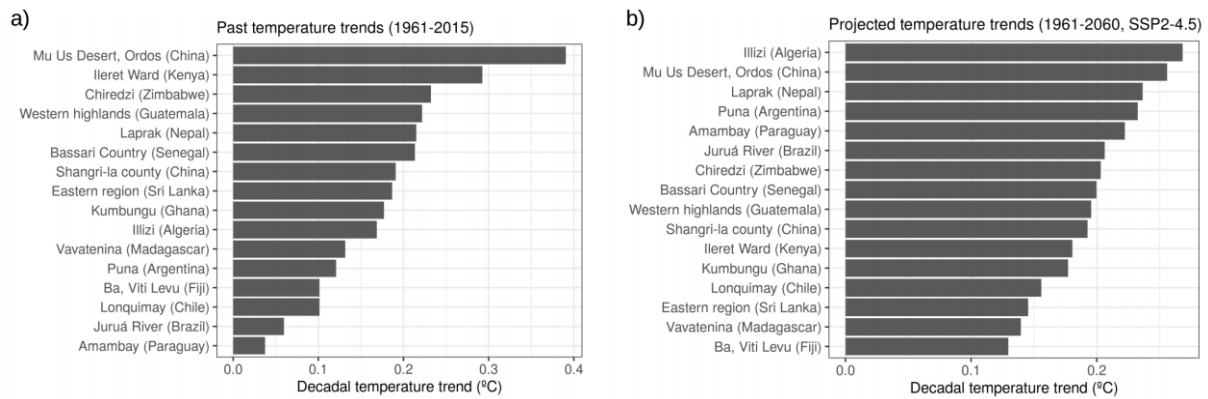 a)
Past temperature trends (1961-2015)
Mu Us Desert, Ordos (China)
Ileret Ward (Kenya)
Chiredzi (Zimbabwe)
Western highlands (Guatemala)
Laprak (Nepal)
Bassari Country (Senegal)
Shangri-la county (China)
Eastern region (Sri Lanka)
Kumbungu (Ghana)
Illizi (Algeria)
Vavatenina (Madagascar)
Puna (Argentina)
Ba, Viti Levu (Fiji)
Lonquimay (Chile)
Juruá River (Brazil)
Amambay (Paraguay)
0.0 0.1 0.2 0.3 0.4
Decadal temperature trend (ºC)
b)
Projected temperature trends (1961-2060, SSP2-4.5)
Illizi (Algeria)
Mu Us Desert, Ordos (China)
Laprak (Nepal)
Puna (Argentina)
Amambay (Paraguay)
Juruá River (Brazil)
Chiredzi (Zimbabwe)
Bassari Country (Senegal)
Western highlands (Guatemala)
Shangri-la county (China)
Ileret Ward (Kenya)
Kumbungu (Ghana)
Lonquimay (Chile)
Eastern region (Sri Lanka)
Vavatenina (Madagascar)
Ba, Viti Levu (Fiji)
0.0 0.1 0.2
Decadal temperature trend (ºC)